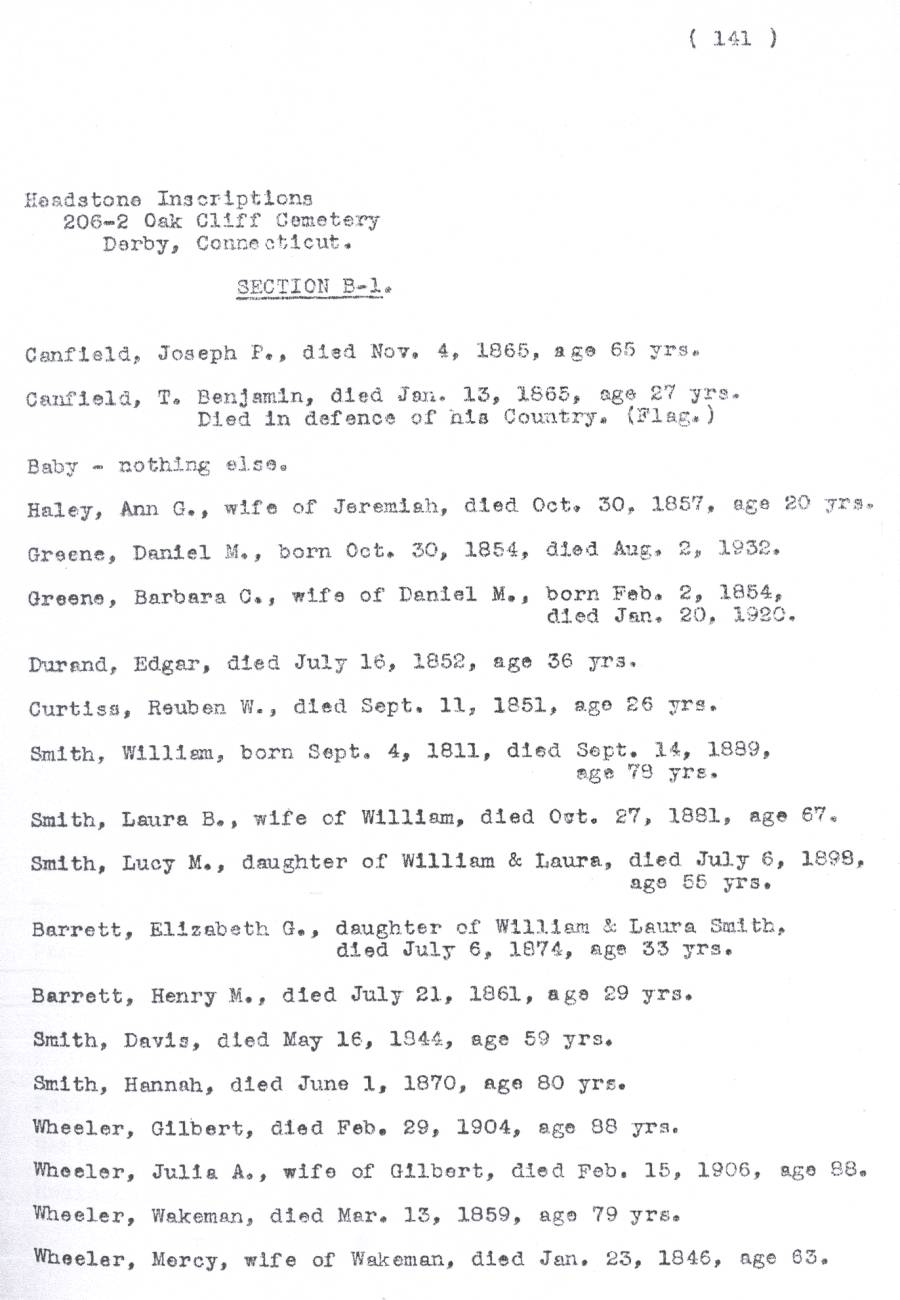 ( 141 )
Headstone Inscriptions
206-2 Oak Cliff Cemetery
Derby, Connecticut.
SECTION B-1.
Canfield, Joseph P., died Nov. 4, 1865, age 65 yrs.
Canfield, T. Benjamin, died Jan. 13, 1865, age 27 yrs.
Died in defence of his Country. (Flag.)
Baby - nothing else.
Haley, Ann G., wife of Jeremiah, died Oct. 30, 1857, age 20 yrs.
Greene, Daniel M., born Oct. 30, 1854, died Aug. 2, 1932.
Greene, Barbara C., wife of Daniel M., born Feb. 2, 1854,
died Jan. 20, 1920.
Durand, Edgar, died July 16, 1852, age 36 yrs.
Curtiss, Reuben W., died Sept. 11, 1851, age 26 yrs.
Smith, William, born Sept. 4, 1811, died Sept. 14, 1889,
age 78 yrs.
Smith, Laura B., wife of William, died Oct. 27, 1881, age 67.
Smith, Lucy M., daughter of William & Laura, died July 6, 1898,
age 55 yrs.
Barrett, Elizabeth G., daughter of William & Laura Smith,
died July 6, 1874, age 33 yrs.
Barrett, Henry M., died July 21, 1861, age 29 yrs.
Smith, Davis, died May 16, 1844, age 59 yrs.
Smith, Hannah, died June 1, 1870, age 80 yrs.
Wheeler, Gilbert, died Feb. 29, 1904, age 88 yrs.
Wheeler, Julia A., wife of Gilbert, died Feb. 15, 1906, age 88.
Wheeler, Wakeman, died Mar. 13, 1859, age 79 yrs.
Wheeler, Mercy, wife of Wakeman, died Jan. 23, 1846, age 63.